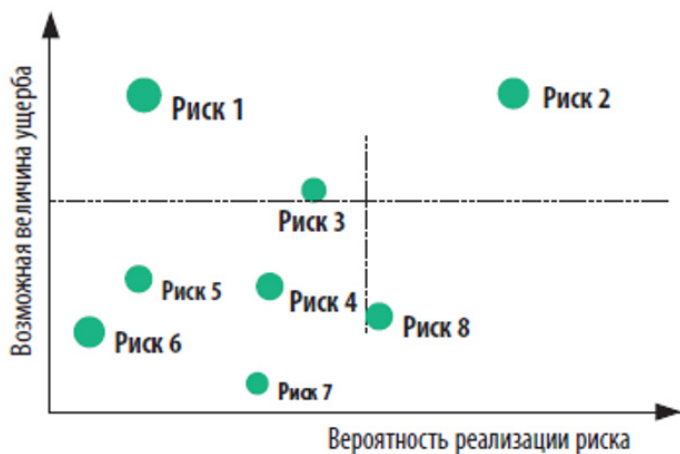 Возможная величина ущерба
Риск 1
Риск 2
Риск 3
Риск 5
Риск 4
Риск 8
Риск 6
Риск 7
Вероятность реализации риска